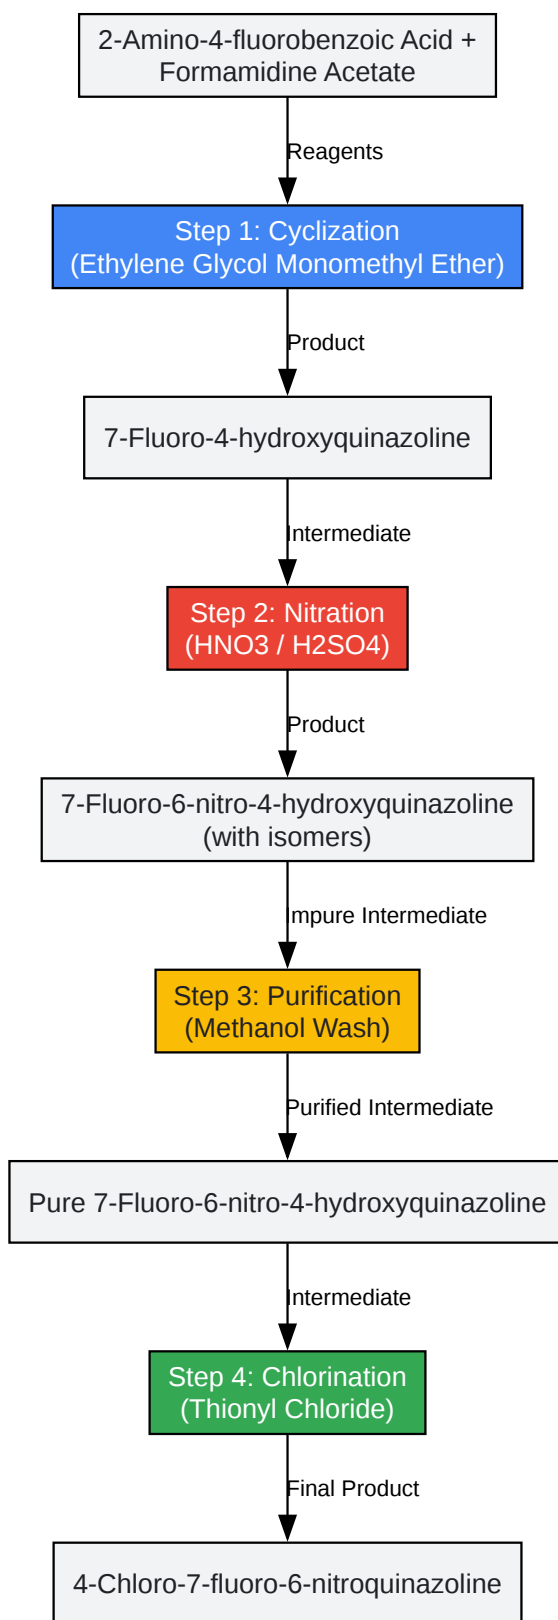 2-Amino-4-fluorobenzoic Acid +
Formamidine Acetate
Reagents
Step 1: Cyclization
(Ethylene Glycol Monomethyl Ether)
Product
7-Fluoro-4-hydroxyquinazoline
Intermediate
Step 2: Nitration
(HNO3 / H2SO4)
Product
7-Fluoro-6-nitro-4-hydroxyquinazoline
(with isomers)
Impure Intermediate
Step 3: Purification
(Methanol Wash)
Purified Intermediate
Pure 7-Fluoro-6-nitro-4-hydroxyquinazoline
Intermediate
Step 4: Chlorination
(Thionyl Chloride)
Final Product
4-Chloro-7-fluoro-6-nitroquinazoline